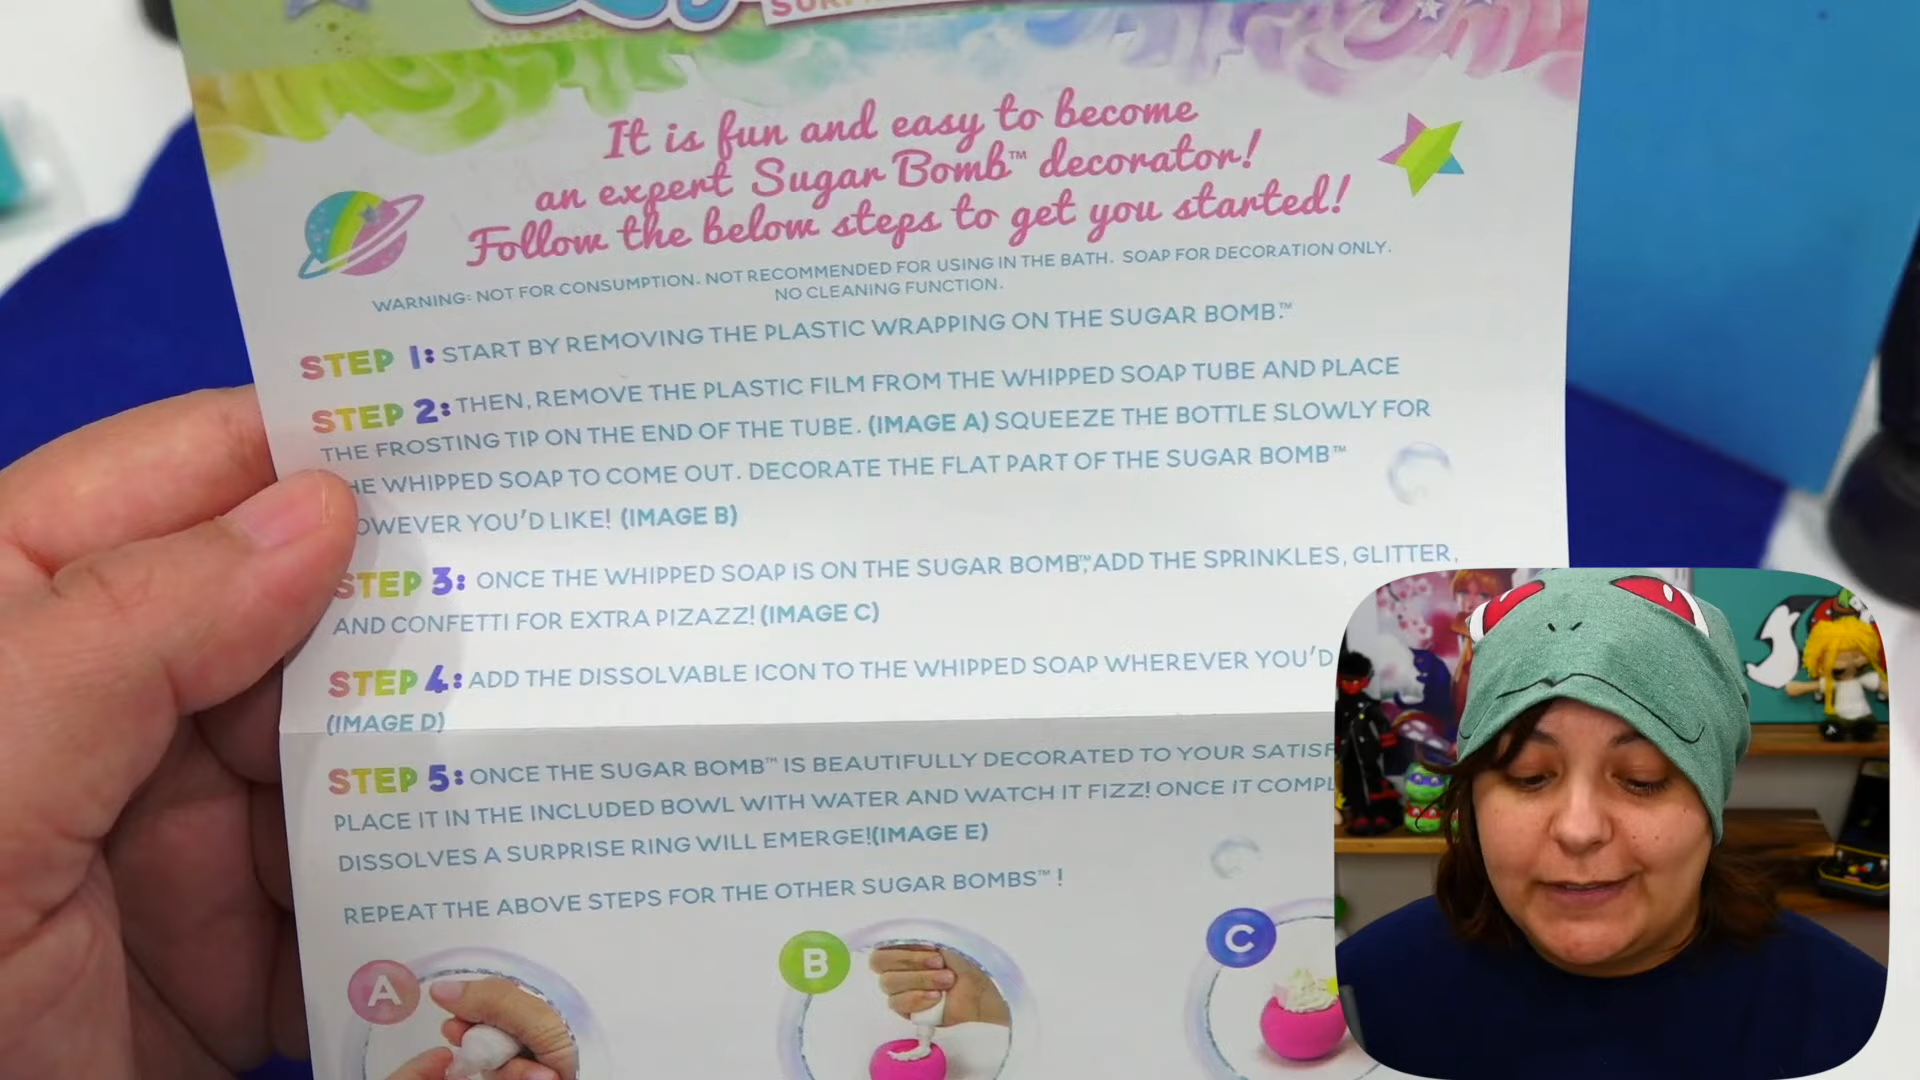 It is fun and easy to become
an expert Sugar Bomb™ decorator!
Follow the below steps to get you started!
WARNING: NOT FOR CONSUMPTION. NOT RECOMMENDED FOR USING IN THE BATH. SOAP FOR DECORATION ONLY.
NO CLEANING FUNCTION.
STEP 1: START BY REMOVING THE PLASTIC WRAPPING ON THE SUGAR BOMB.™
STEP 2: THEN, REMOVE THE PLASTIC FILM FROM THE WHIPPED SOAP TUBE AND PLACE
THE FROSTING TIP ON THE END OF THE TUBE. (IMAGE A) SQUEEZE THE BOTTLE SLOWLY FOR
HE WHIPPED SOAP TO COME OUT. DECORATE THE FLAT PART OF THE SUGAR BOMB™
OWEVER YOU'D LIKE! (IMAGE B)
STEP 3: ONCE THE WHIPPED SOAP IS ON THE SUGAR BOMB™, ADD THE SPRINKLES, GLITTER,
AND CONFETTI FOR EXTRA PIZAZZ! (IMAGE C)
STEP 4: ADD THE DISSOLVABLE ICON TO THE WHIPPED SOAP WHEREVER YOU'D
(IMAGE D)
STEP 5: ONCE THE SUGAR BOMB™ IS BEAUTIFULLY DECORATED TO YOUR SATISF
PLACE IT IN THE INCLUDED BOWL WITH WATER AND WATCH IT FIZZ! ONCE IT COMPL
DISSOLVES A SURPRISE RING WILL EMERGE!(IMAGE E)
REPEAT THE ABOVE STEPS FOR THE OTHER SUGAR BOMBS™ !
A
B
C